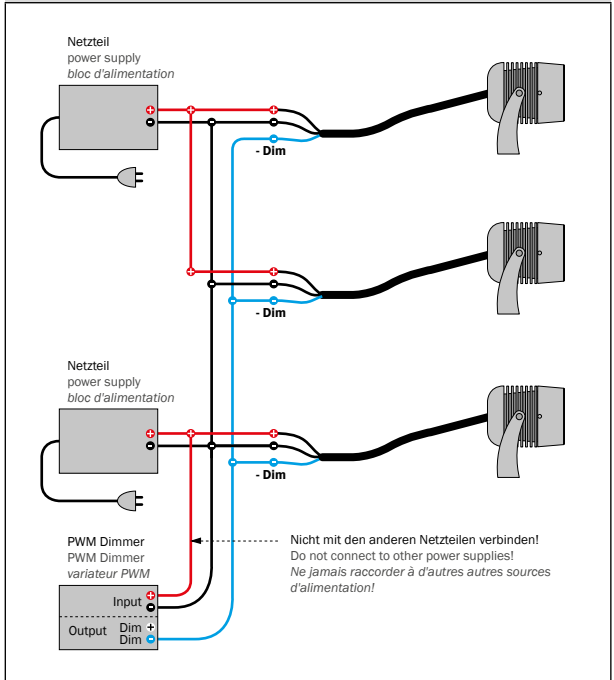 Netzteil
power supply
bloc d'alimentation
- Dim
- Dim
Netzteil
power supply
bloc d'alimentation
- Dim
PWM Dimmer
PWM Dimmer
variateur PWM
Nicht mit den anderen Netzteilen verbinden!
Do not connect to other power supplies!
Ne jamais raccorder à d'autres autres sources
d'alimentation!
Input
Output Dim +
Dim